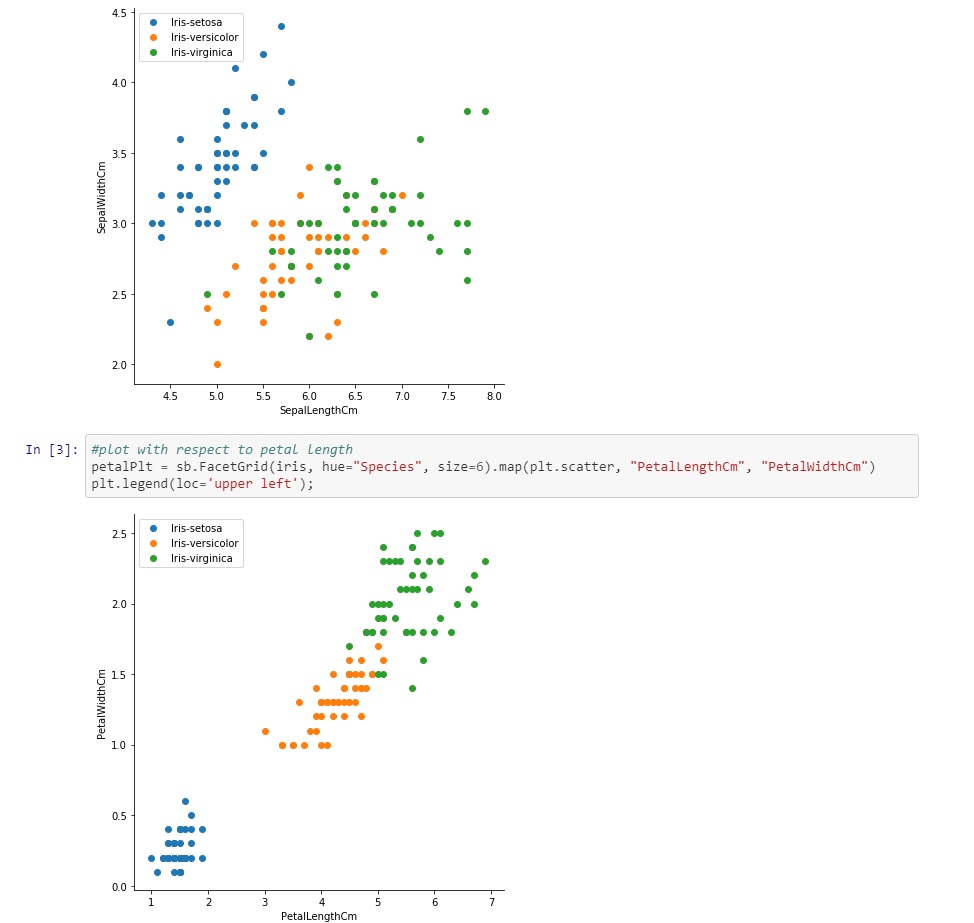 4.5
Iris-setosa
Iris-versicolor
Iris-virginica
4.0
3.5
SepalWidthCm
3.0
2.5
2.0
4.5 5.0 5.5 6.0 6.5 7.0 7.5 8.0
SepalLengthCm
In [3]: #plot with respect to petal length
petalPlt = sb.FacetGrid(iris, hue="Species", size=6).map(plt.scatter, "PetalLengthCm", "PetalWidthCm")
plt.legend(loc='upper left');
Iris-setosa
2.5
Iris-versicolor
Iris-virginica
2.0
1.5
PetalWidthCm
1.0
0.5
0.0
1 2 3 4 5 6 7
PetalLengthCm